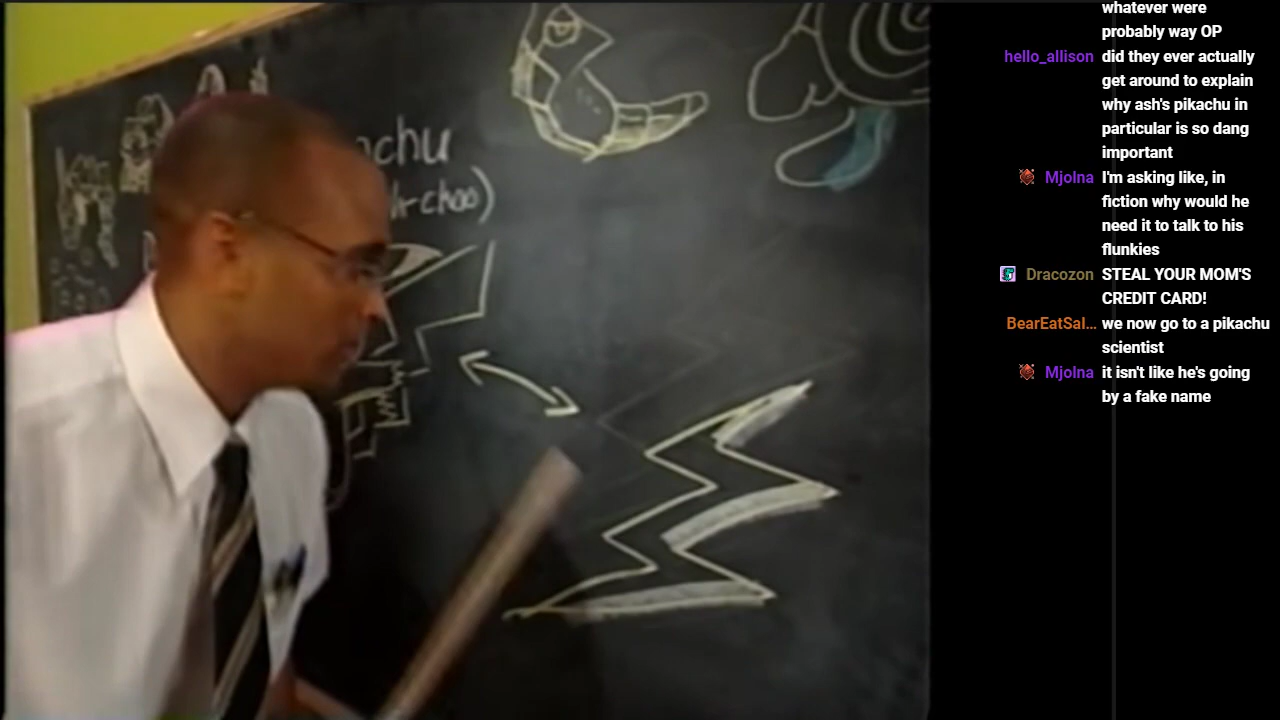 achu
-choo)
whatever were
probably way OP
hello_allison did they ever actually
get around to explain
why ash's pikachu in
particular is so dang
important
Mjolna I'm asking like, in
fiction why would he
need it to talk to his
flunkies
Dracozon STEAL YOUR MOM'S
CREDIT CARD!
BearEatSal... we now go to a pikachu
scientist
Mjolna it isn't like he's going
by a fake name